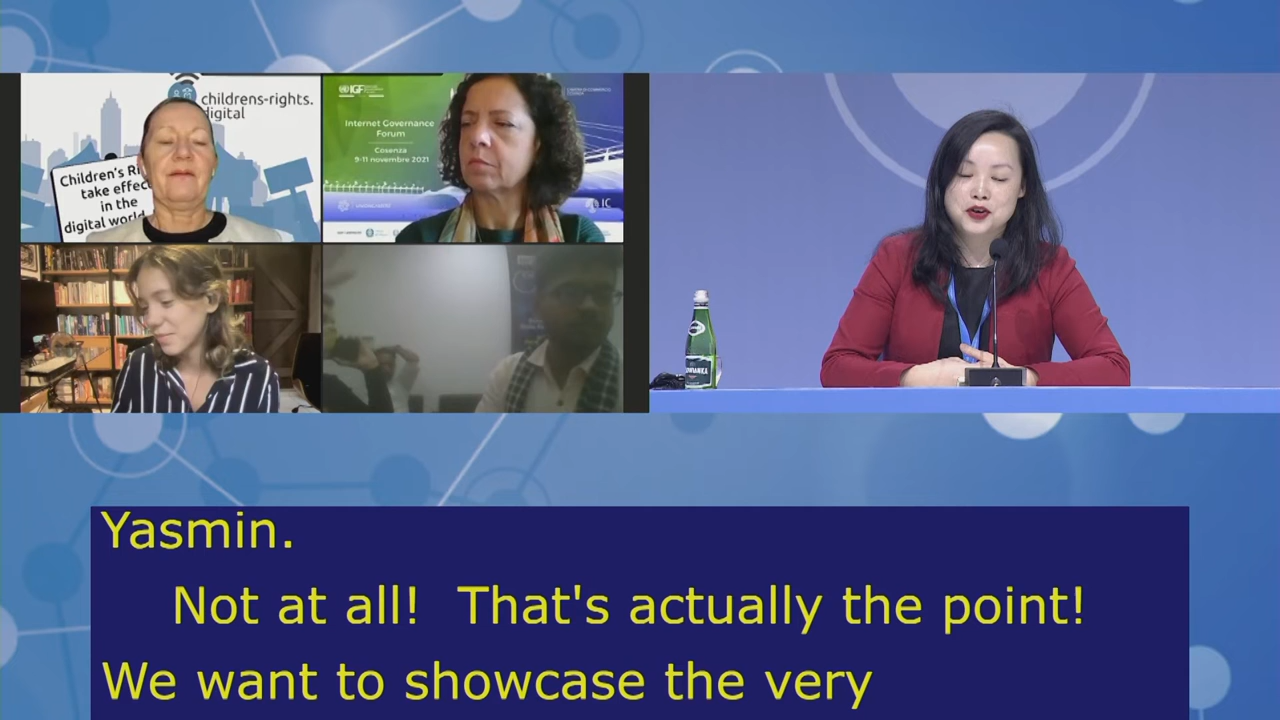 childrens-rights.
digital
Children's Ri
take effec
in the
digital world
IGF
Internet Governance
Forum
Cosenza
9-11 novembre 2021
IC
Yasmin.
Not at all! That's actually the point!
We want to showcase the very